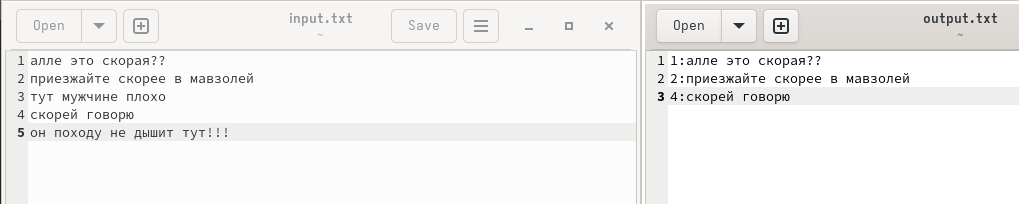 Open
input.txt
~
Save
1 алле это скорая??
2 приезжайте скорее в мавзолей
3 тут мужчине плохо
4 скорей говорю
5 он походу не дышит тут!!!
Open
output.txt
~
1 1:алле это скорая??
2 2:приезжайте скорее в мавзолей
3 4:скорей говорю